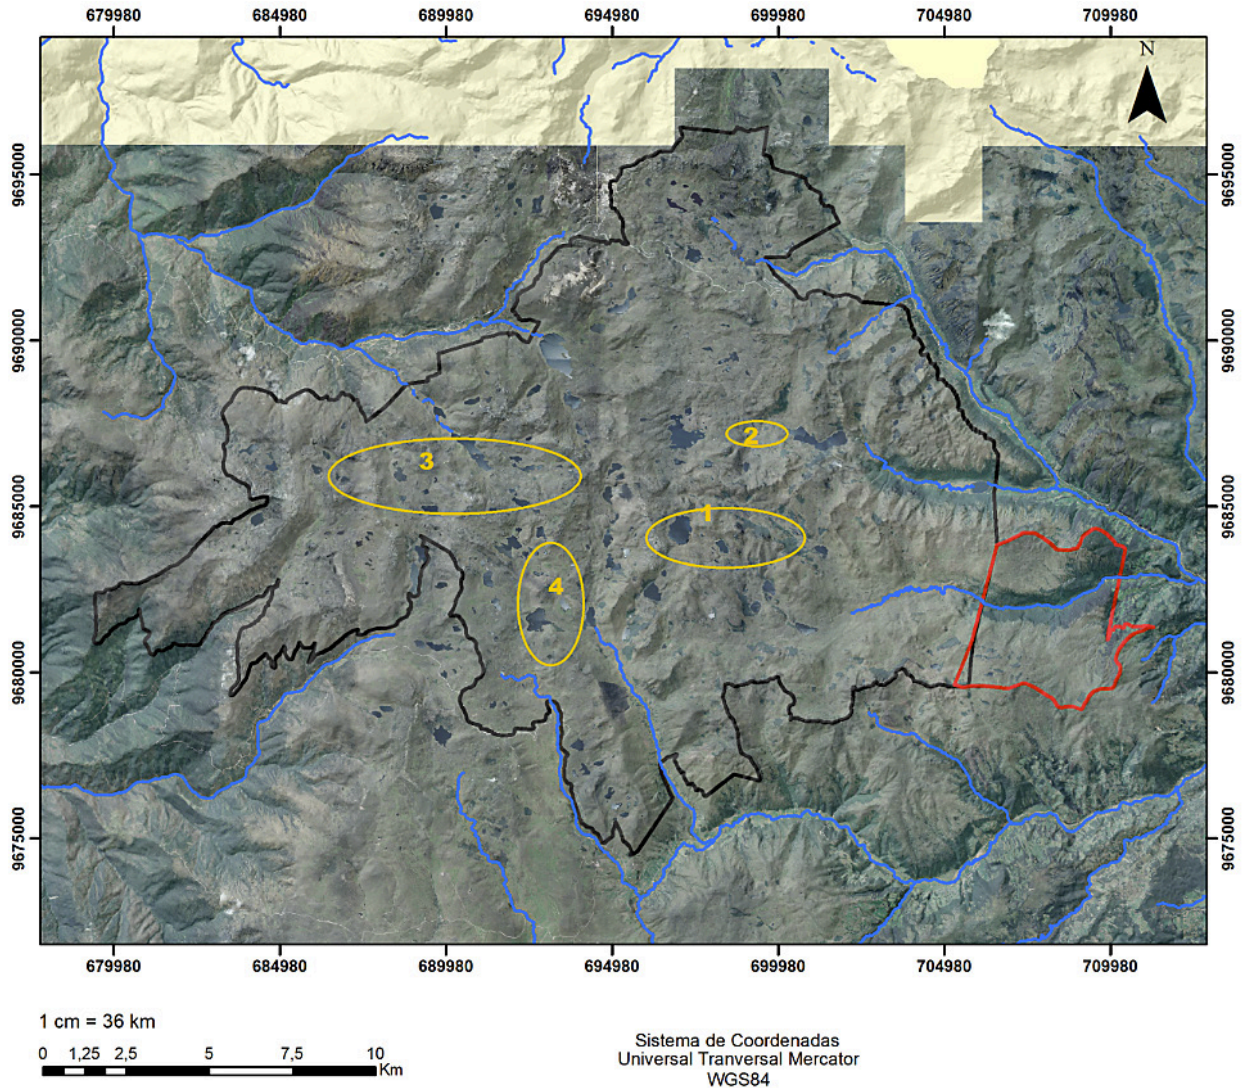 679980 684980 689980 694980 699980 704980 709980
N
9695000 9695000
9690000 9690000
2
3
9685000 9685000
1
4
9680000 9680000
9675000 9675000
679980 684980 689980 694980 699980 704980 709980
1 cm = 36 km
0 1,25 2,5 5 7,5 10
Km
Sistema de Coordenadas
Universal Tranversal Mercator
WGS84